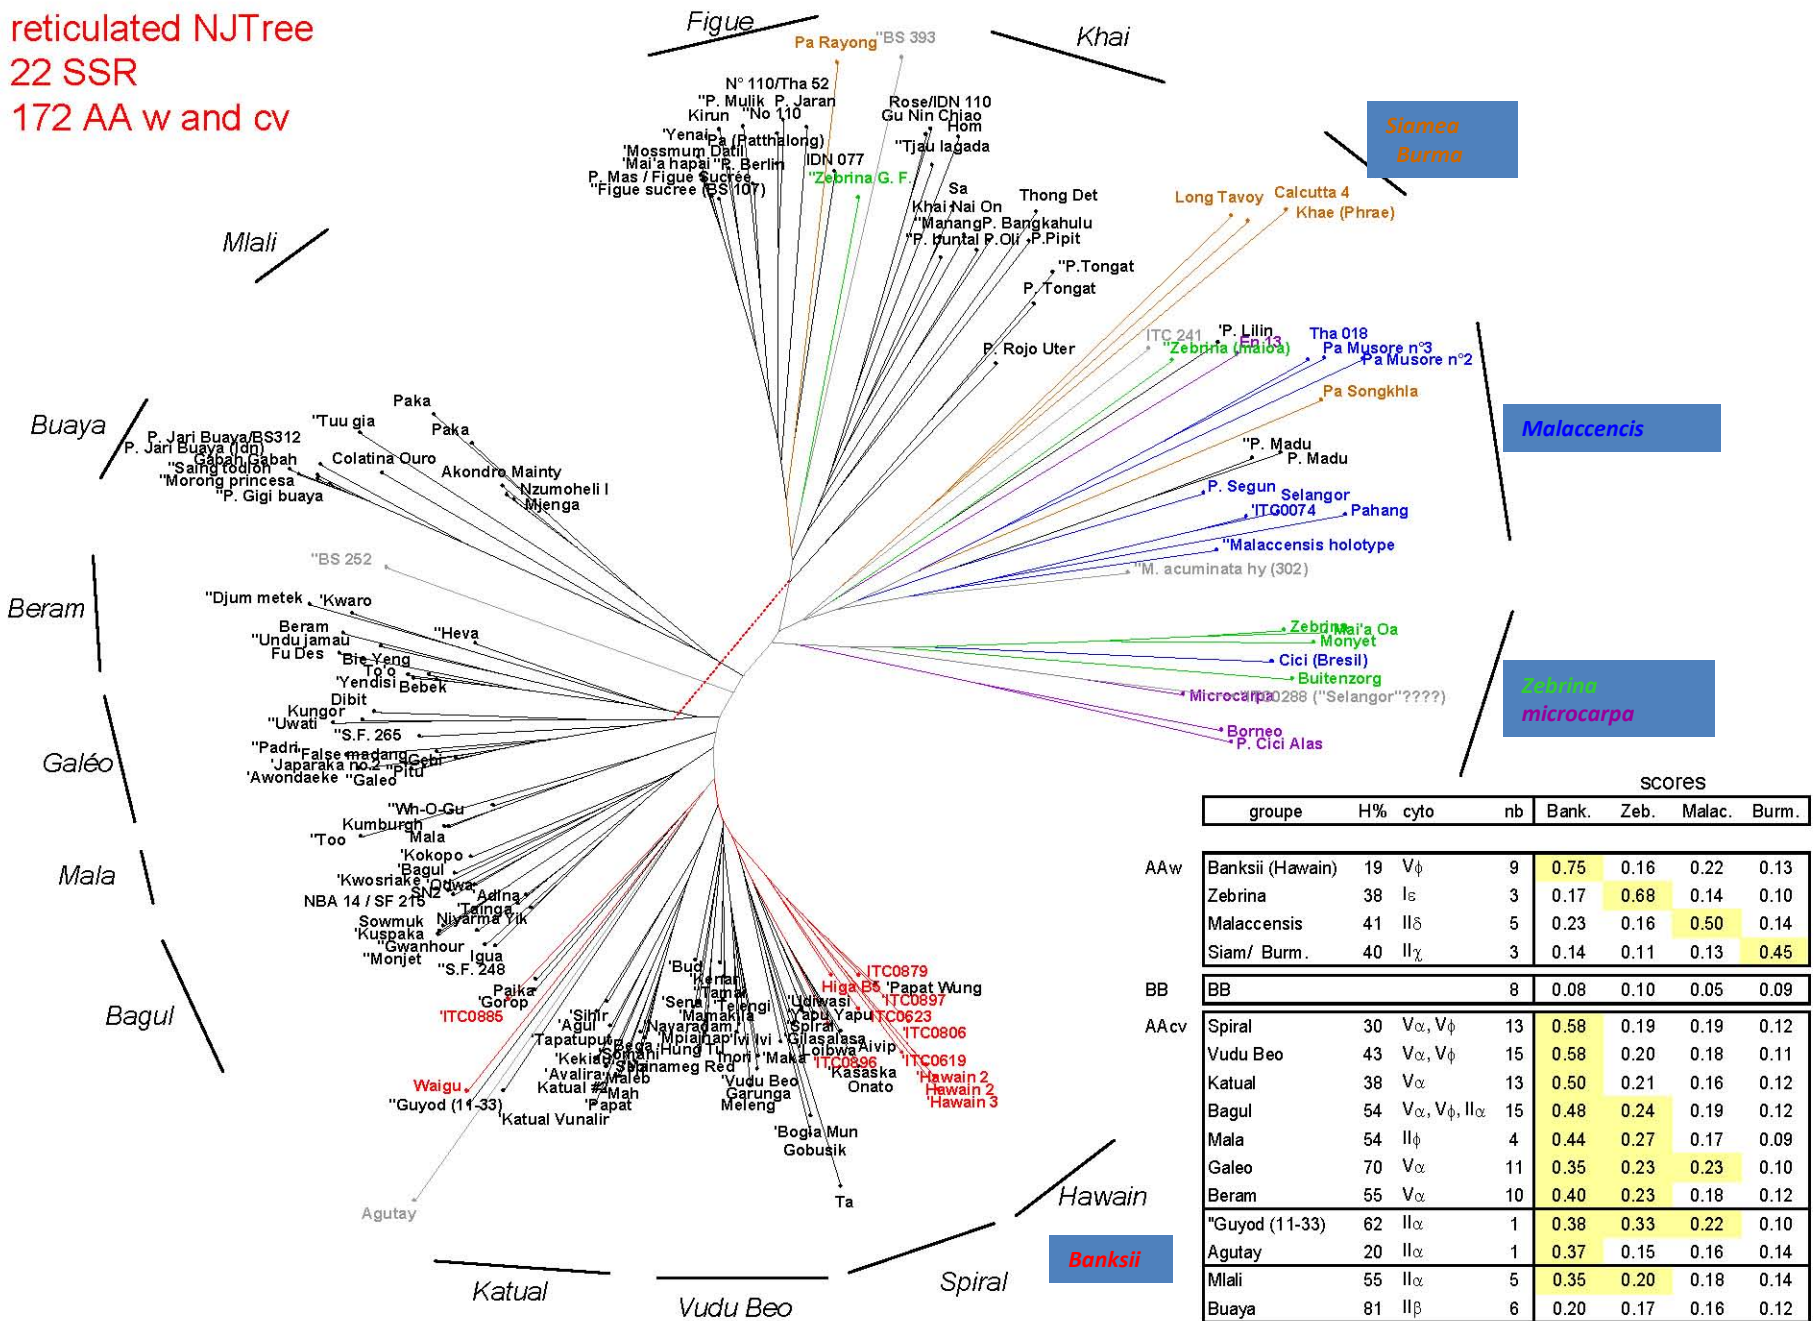 reticulated NJTree
22 SSR
172 AA w and cv
Figue
Khai
Pa Rayong
"BS 393
N° 110/Tha 52
"P. Mulik
P. Jaran
Kirun
"No 110
'Yenai
Pa (Patthalong)
'Mossmum Datil
'Mai'a hapai
"P. Berlin
P. Mas / Figue Sucrée
"Figue sucree (BS 107)
IDN 077
"Zebrina G. F.
Rose/IDN 110
Gu Nin Chiao
Hom
"Tjau lagada
Sa
Khai Nai On
"Manang
P. Bangkahulu
"P. buntal
P.Oli
P.Pipit
Thong Det
"P.Tongat
P. Tongat
P. Rojo Uter
Siamea
Burma
Long Tavoy
Calcutta 4
Khae (Phrae)
Mlali
ITC 241
'P. Lilin
En 13
"Zebrina (maioa)
Tha 018
Pa Musore n°3
Pa Musore n°2
Pa Songkhla
"P. Madu
P. Madu
P. Segun
Selangor
'ITC0074
Pahang
"Malaccensis holotype
"M. acuminata hy (302)
Malaccencis
Buaya
Paka
"Tuu gia
Paka
P. Jari Buaya/BS312
P. Jari Buaya (Idn)
Gabah Gabah
"Saing todlon
"Morong princesa
"P. Gigi buaya
Colatina Ouro
Akondro Mainty
Nzumoheli I
Mjenga
"BS 252
Beram
"Djum metek
'Kwaro
Beram
"Undu jamau
Fu Des
"Heva
Bie Yeng
To'o
'Yendisi
Bebek
Zebrina
Mai'a Oa
Monyet
Cici (Bresil)
Buitenzorg
Microcarpa
"ITC0288 ("Selangor"????)
Borneo
P. Cici Alas
Zebrina
microcarpa
Galéo
Dibit
Kungor
"Uwati
"S.F. 265
"Padri
"False madang
'Japaraka no.2
Gebi
"Pitu
'Awondaeke
"Galeo
Mala
"Wh-O-Gu
Kumburgh
"Too
Mala
'Kokopo
'Bagul
'Kwosriake
'Odwa
SN2
NBA 14 / SF 215
'Adina
'Tainga
Sowmuk
Niyarma Yik
'Kuspaka
"Gwanhour
"Monjet
Igua
"S.F. 248
Bagul
Paika
'Gorop
'ITC0885
Waigu
"Guyod (11-33)
'Katual Vunalir
Agutay
'Sihir
'Agul
'Tapatupu
Bega
'Kekiau
'Somani
'Avalira
'Maleb
Katual #2
Mah
'Papat
'Bud
'Kenar
'Tamai
'Sena
'Telengi
'Mamakila
'Nayaradam
'Mpiajhap
'Ivi Ivi
'Hung Tu
Inori
'Manameg Red
'Maka
'Vudu Beo
Garunga
Meleng
'Udiwasi
'Yapu Yapu
'Spiral
'Gilasalasa
'Loibwa
Aivip
'Kasaska
Onato
'Bogia Mun
Gobusik
Ta
ITC0879
Higa B5
'Papat Wung
'ITC0897
'ITC0623
'ITC0806
'ITC0896
'ITC0619
'Hawain 2
Hawain 2
'Hawain 3
Katual
Vudu Beo
Spiral
Hawain
Banksii
scores
groupe H% cyto nb Bank. Zeb. Malac. Burm.
AAw Banksii (Hawain) 19 Vφ 9 0.75 0.16 0.22 0.13
Zebrina 38 Iε 3 0.17 0.68 0.14 0.10
Malaccensis 41 IIδ 5 0.23 0.16 0.50 0.14
Siam/ Burm. 40 IIχ 3 0.14 0.11 0.13 0.45
BB BB 8 0.08 0.10 0.05 0.09
AAcv Spiral 30 Vα, Vφ 13 0.58 0.19 0.19 0.12
Vudu Beo 43 Vα, Vφ 15 0.58 0.20 0.18 0.11
Katual 38 Vα 13 0.50 0.21 0.16 0.12
Bagul 54 Vα, Vφ, IIα 15 0.48 0.24 0.19 0.12
Mala 54 IIφ 4 0.44 0.27 0.17 0.09
Galeo 70 Vα 11 0.35 0.23 0.23 0.10
Beram 55 Vα 10 0.40 0.23 0.18 0.12
"Guyod (11-33) 62 IIα 1 0.38 0.33 0.22 0.10
Agutay 20 IIα 1 0.37 0.15 0.16 0.14
Mlali 55 IIα 5 0.35 0.20 0.18 0.14
Buaya 81 IIβ 6 0.20 0.17 0.16 0.12